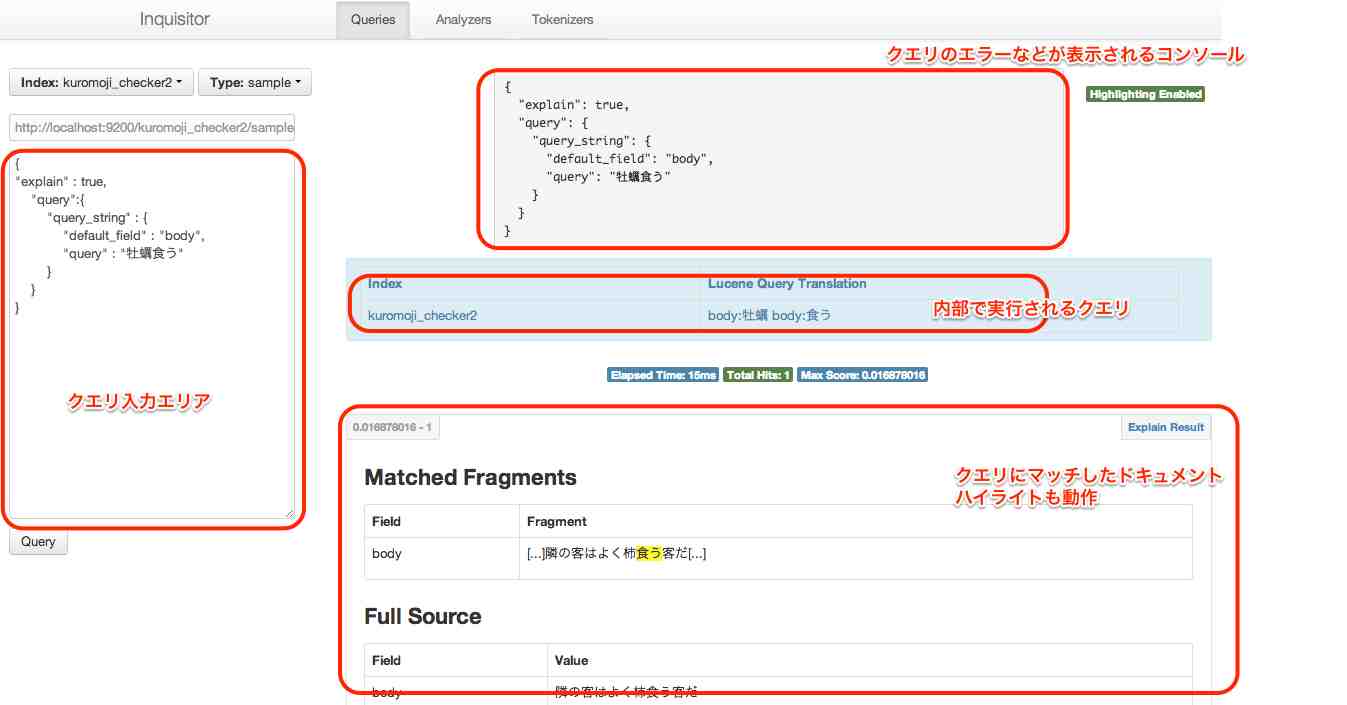 Inquisitor
Queries
Analyzers
Tokenizers
クエリのエラーなどが表示されるコンソール
Index: kuromoji_checker2
Type: sample
Highlighting Enabled
http://localhost:9200/kuromoji_checker2/sample
{
"explain" : true,
"query":{
"query_string" : {
"default_field" : "body",
"query" : "牡蠣食う"
}
}
}
クエリ入力エリア
Query
{
"explain": true,
"query": {
"query_string": {
"default_field": "body",
"query": "牡蠣食う"
}
}
}
Index
Lucene Query Translation
kuromoji_checker2
body:牡蠣 body:食う
内部で実行されるクエリ
Elapsed Time: 15ms
Total Hits: 1
Max Score: 0.016878016
0.016878016 - 1
Explain Result
Matched Fragments
クエリにマッチしたドキュメント
ハイライトも動作
Field
Fragment
body
[...]隣の客はよく柿食う客だ[...]
Full Source
Field
Value
body
隣の客はよく柿食う客だ